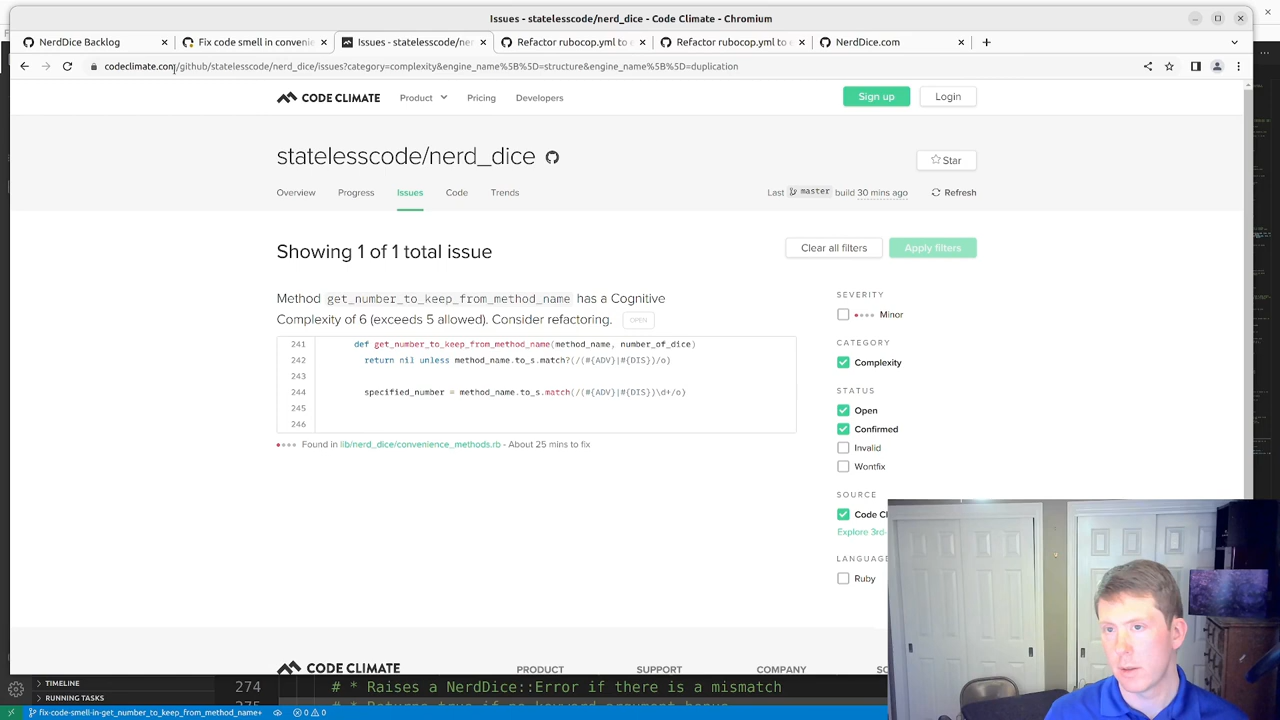 Issues - statelesscode/nerd_dice - Code Climate - Chromium
NerdDice Backlog
Fix code smell in convenie
Issues - statelesscode/ner
Refactor rubocop.yml to e
Refactor rubocop.yml to e
NerdDice.com
codeclimate.com/github/statelesscode/nerd_dice/issues?category=complexity&engine_name%5B%5D=structure&engine_name%5B%5D=duplication
CODE CLIMATE
Product
Pricing
Developers
Sign up
Login
statelesscode/nerd_dice
Star
Overview
Progress
Issues
Code
Trends
Last master build 30 mins ago
Refresh
Showing 1 of 1 total issue
Clear all filters
Apply filters
Method get_number_to_keep_from_method_name has a Cognitive
Complexity of 6 (exceeds 5 allowed). Consider refactoring.
OPEN
241 def get_number_to_keep_from_method_name(method_name, number_of_dice)
242 return nil unless method_name.to_s.match?(/(#{ADV}|#{DIS})/o)
243
244 specified_number = method_name.to_s.match(/(#{ADV}|#{DIS})\d+/o)
245
246
Found in lib/nerd_dice/convenience_methods.rb - About 25 mins to fix
SEVERITY
Minor
CATEGORY
Complexity
STATUS
Open
Confirmed
Invalid
Wontfix
SOURCE
Code Cl
Explore 3rd-
LANGUAGE
Ruby
CODE CLIMATE
PRODUCT
SUPPORT
COMPANY
TIMELINE
RUNNING TASKS
274 # * Raises a NerdDice::Error if there is a mismatch
fix-code-smell-in-get_number_to_keep_from_method_name+
0
0